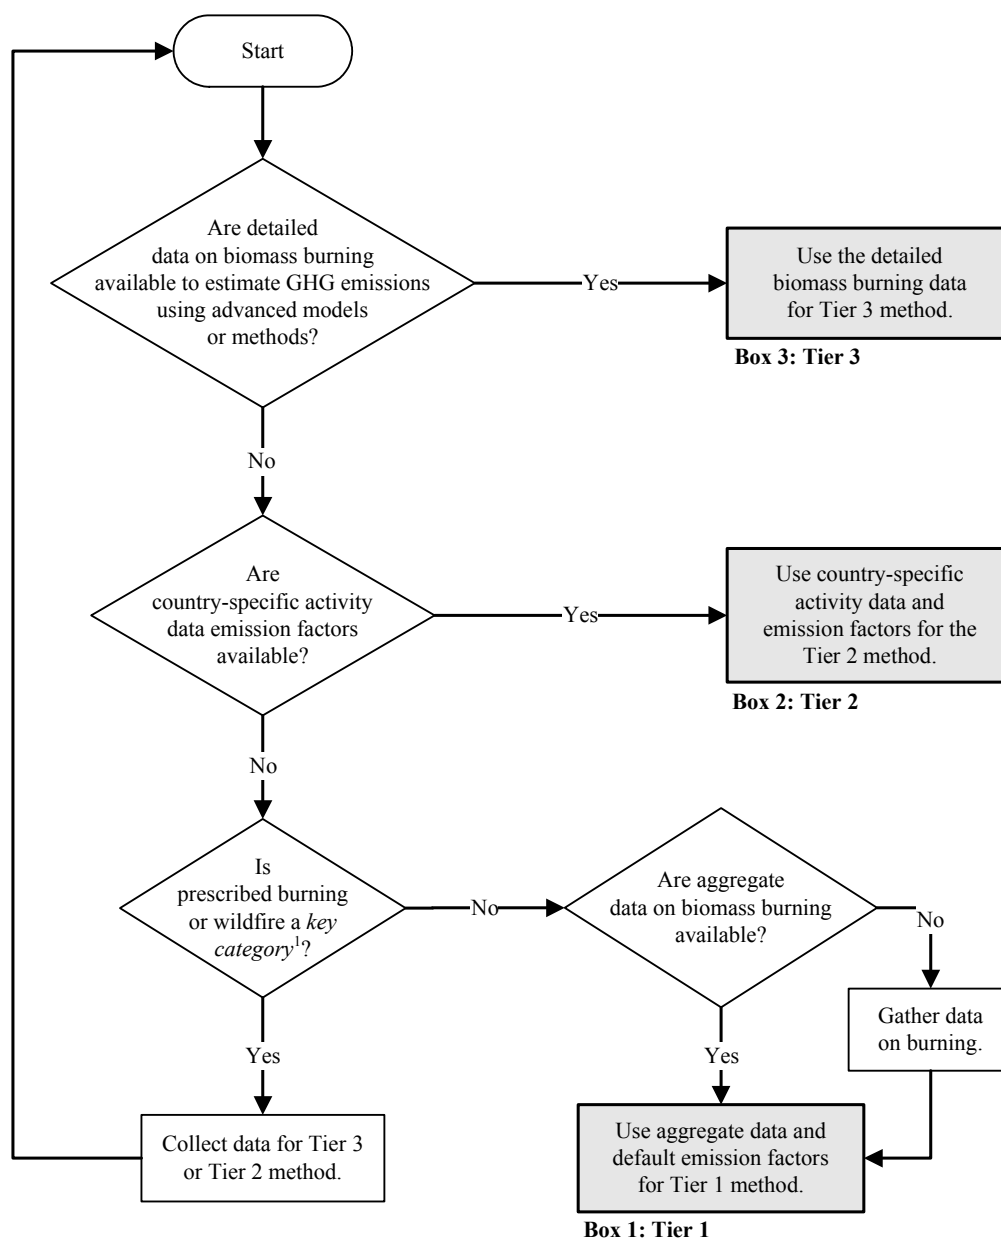 Start
Are detailed
data on biomass burning
available to estimate GHG emissions
using advanced models
or methods?
Yes
Use the detailed
biomass burning data
for Tier 3 method.
Box 3: Tier 3
No
Are
country-specific activity
data emission factors
available?
Yes
Use country-specific
activity data and
emission factors for the
Tier 2 method.
Box 2: Tier 2
No
Is
prescribed burning
or wildfire a key
category¹?
No
Are aggregate
data on biomass burning
available?
No
Gather data
on burning.
Yes
Yes
Collect data for Tier 3
or Tier 2 method.
Use aggregate data and
default emission factors
for Tier 1 method.
Box 1: Tier 1